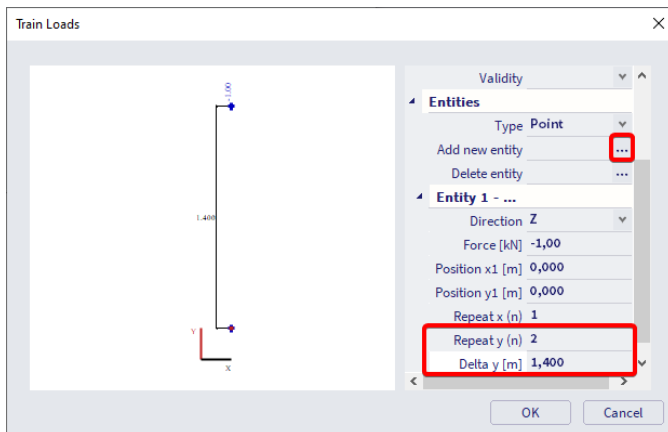 Train Loads
-1.00
1.400
Y
X
Validity
Entities
Type Point
Add new entity ...
Delete entity ...
Entity 1 - ...
Direction Z
Force [kN] -1,00
Position x1 [m] 0,000
Position y1 [m] 0,000
Repeat x (n) 1
Repeat y (n) 2
Delta y [m] 1,400
OK Cancel